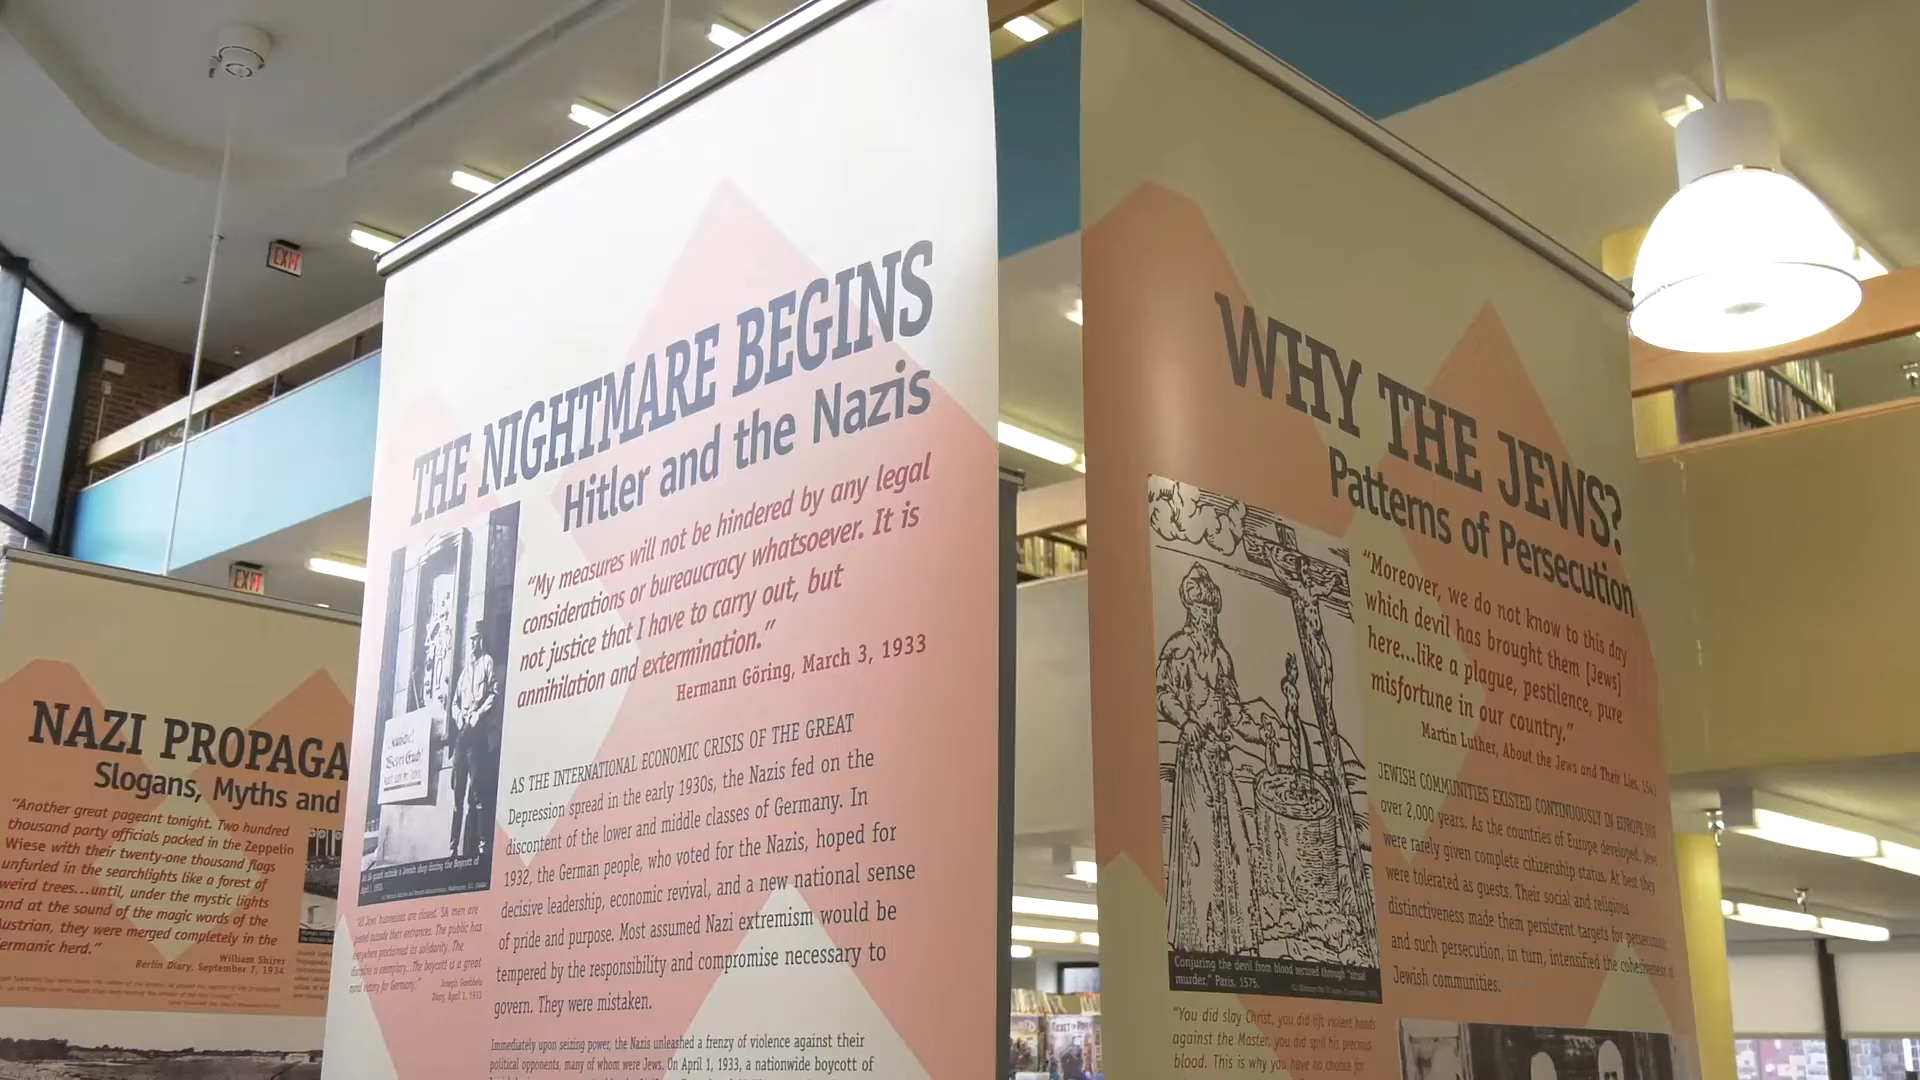 EXIT
EXIT
NAZI PROPAGA
Slogans, Myths and
"Another great pageant tonight. Two hundred
thousand party officials packed in the Zeppelin
Wiese with their twenty-one thousand flags
unfurled in the searchlights like a forest of
weird trees...until, under the mystic lights
and at the sound of the magic words of the
Austrian, they were merged completely in the
Germanic herd."
William Shirer
Berlin Diary, September 7, 1934
THE NIGHTMARE BEGINS
Hitler and the Nazis
"My measures will not be hindered by any legal
considerations or bureaucracy whatsoever. It is
not justice that I have to carry out, but
annihilation and extermination."
Hermann Göring, March 3, 1933
An SA guard outside a Jewish shop during the Boycott of
April 1, 1933.
"All Jews' businesses are closed. SA men are
posted outside their entrances. The public has
everywhere proclaimed its solidarity. The
discipline is exemplary...The boycott is a great
moral victory for Germany."
Joseph Goebbels
Diary, April 1, 1933
AS THE INTERNATIONAL ECONOMIC CRISIS OF THE GREAT
Depression spread in the early 1930s, the Nazis fed on the
discontent of the lower and middle classes of Germany. In
1932, the German people, who voted for the Nazis, hoped for
decisive leadership, economic revival, and a new national sense
of pride and purpose. Most assumed Nazi extremism would be
tempered by the responsibility and compromise necessary to
govern. They were mistaken.
Immediately upon seizing power, the Nazis unleashed a frenzy of violence against their
political opponents, many of whom were Jews. On April 1, 1933, a nationwide boycott of
WHY THE JEWS?
Patterns of Persecution
"Moreover, we do not know to this day
which devil has brought them [Jews]
here...like a plague, pestilence, pure
misfortune in our country."
Martin Luther, About the Jews and Their Lies, 1543
Conjuring the devil from blood secured through "ritual
murder," Paris, 1575.
JEWISH COMMUNITIES EXISTED CONTINUOUSLY IN EUROPE FOR
over 2,000 years. As the countries of Europe developed, Jews
were rarely given complete citizenship status. At best they
were tolerated as guests. Their social and religious
distinctiveness made them persistent targets for persecution,
and such persecution, in turn, intensified the cohesiveness of
Jewish communities.
"You did slay Christ, you did lift violent hands
against the Master, you did spill his precious
blood. This is why you have no chance for